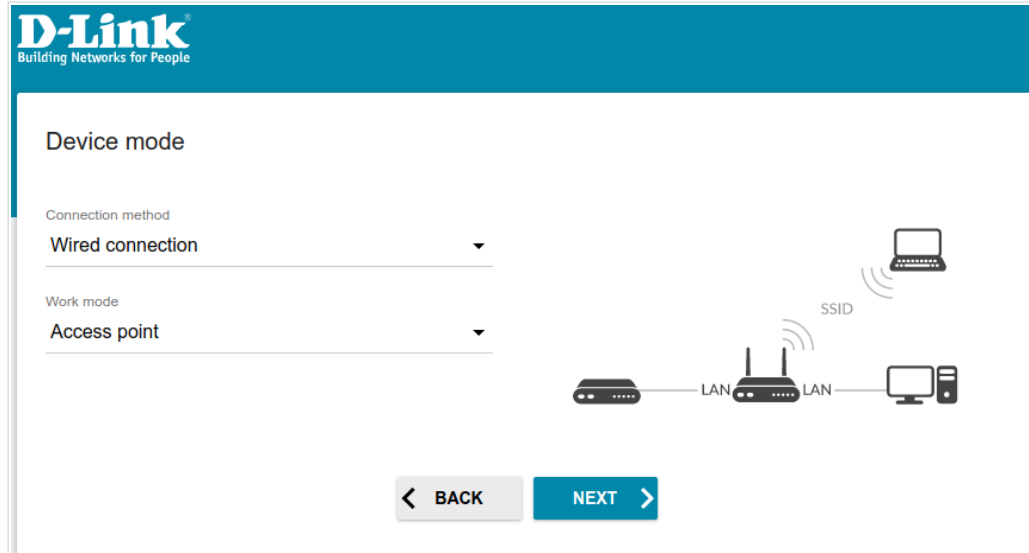 D-Link®
Building Networks for People
Device mode
Connection method
Wired connection
Work mode
Access point
SSID
LAN LAN
BACK NEXT